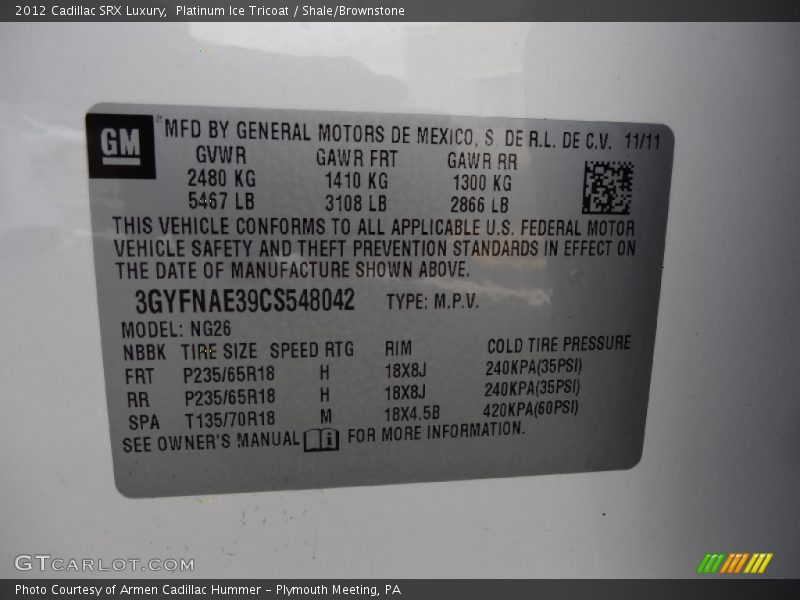 2012 Cadillac SRX Luxury,  Platinum Ice Tricoat / Shale/Brownstone
GM ® MFD BY GENERAL MOTORS DE MEXICO, S. DE R.L. DE C.V. 11/11
GVWR GAWR FRT GAWR RR
2480 KG 1410 KG 1300 KG
5467 LB 3108 LB 2866 LB
THIS VEHICLE CONFORMS TO ALL APPLICABLE U.S. FEDERAL MOTOR
VEHICLE SAFETY AND THEFT PREVENTION STANDARDS IN EFFECT ON
THE DATE OF MANUFACTURE SHOWN ABOVE.
3GYFNAE39CS548042 TYPE: M.P.V.
MODEL: NG26
NBBK TIRE SIZE SPEED RTG RIM COLD TIRE PRESSURE
FRT P235/65R18 H 18X8J 240KPA(35PSI)
RR P235/65R18 H 18X8J 240KPA(35PSI)
SPA T135/70R18 M 18X4.5B 420KPA(60PSI)
SEE OWNER'S MANUAL i FOR MORE INFORMATION.
GTCARLOT.COM
Photo Courtesy of Armen Cadillac Hummer – Plymouth Meeting, PA